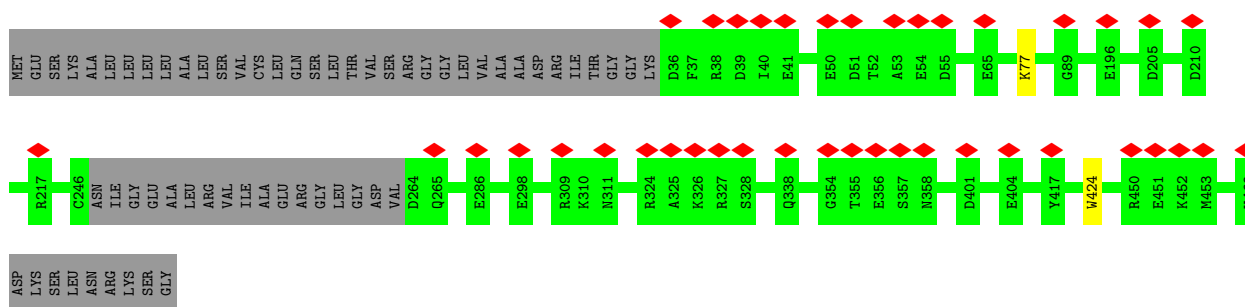 MET GLU SER LYS ALA LEU LEU LEU LEU ALA LEU SER VAL CYS LEU GLN SER LEU THR VAL SER ARG GLY GLY LEU VAL ALA ALA ASP ARG ILE THR GLY GLY LYS D36 F37 R38 D39 I40 E41 E50 D51 T52 A53 E54 D55 E65 K77 G89 E196 D205 D210
R217 C246 ASN ILE GLY GLU ALA LEU ARG VAL ILE ALA GLU ARG GLY LEU GLY ASP VAL D264 Q265 E286 E298 R309 K310 N311 R324 A325 K326 R327 S328 Q338 G354 T355 E356 S357 N358 D401 E404 Y417 W424 R450 E451 K452 M453
ASP LYS SER LEU ASN ARG LYS SER GLY